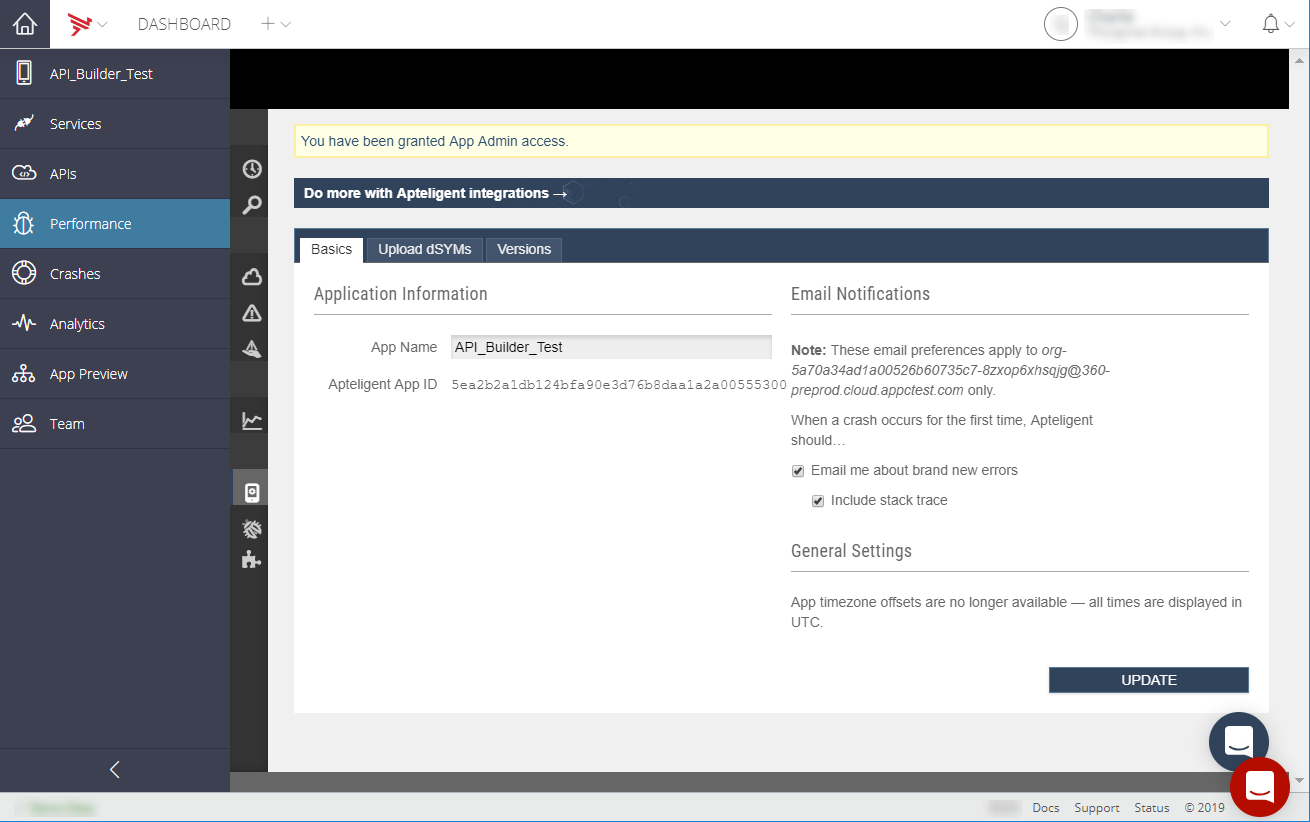 DASHBOARD
API_Builder_Test
Services
APIs
Performance
Crashes
Analytics
App Preview
Team
You have been granted App Admin access.
Do more with Apteligent integrations →
Basics Upload dSYMs Versions
Application Information
App Name API_Builder_Test
Apteligent App ID 5ea2b2a1db124bfa90e3d76b8daa1a2a00555300
Email Notifications
Note: These email preferences apply to org-
5a70a34ad1a00526b60735c7-8zxop6xhsqjg@360-
preprod.cloud.appctest.com only.
When a crash occurs for the first time, Apteligent
should…
Email me about brand new errors
Include stack trace
General Settings
App timezone offsets are no longer available — all times are displayed in
UTC.
UPDATE
Docs Support Status © 2019